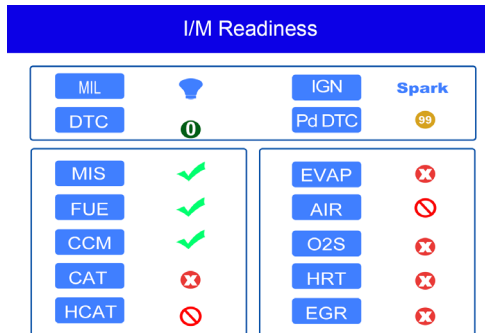 I/M Readiness
MIL IGN Spark
DTC 0 Pd DTC 99
MIS
FUE
CCM
CAT
HCAT
EVAP
AIR
O2S
HRT
EGR